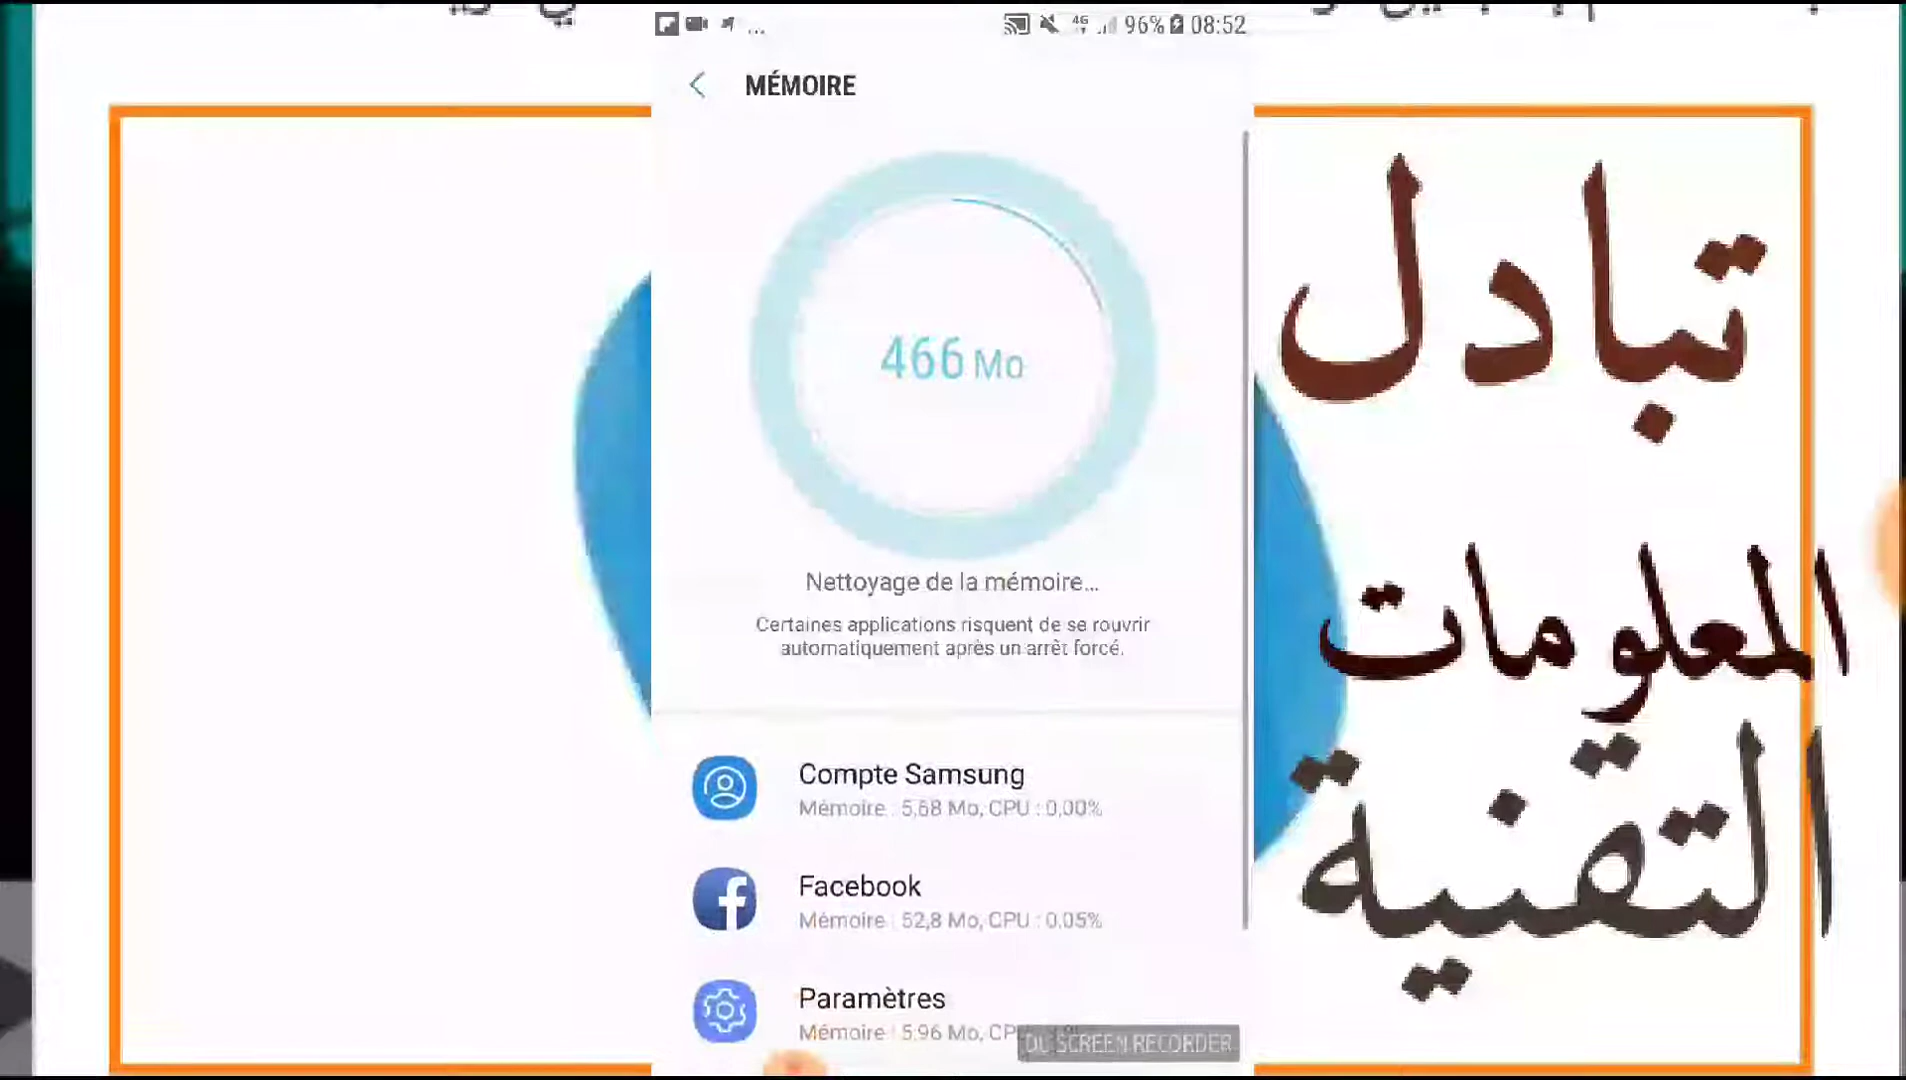 ... 96% 08:52
MÉMOIRE
466 Mo
Nettoyage de la mémoire...
Certaines applications risquent de se rouvrir
automatiquement après un arrêt forcé.
Compte Samsung
Mémoire : 5,68 Mo, CPU : 0,00%
Facebook
Mémoire : 52,8 Mo, CPU : 0,05%
Paramètres
Mémoire : 5,96 Mo,
DU SCREEN RECORDER
تبادل
المعلومات
التقنية